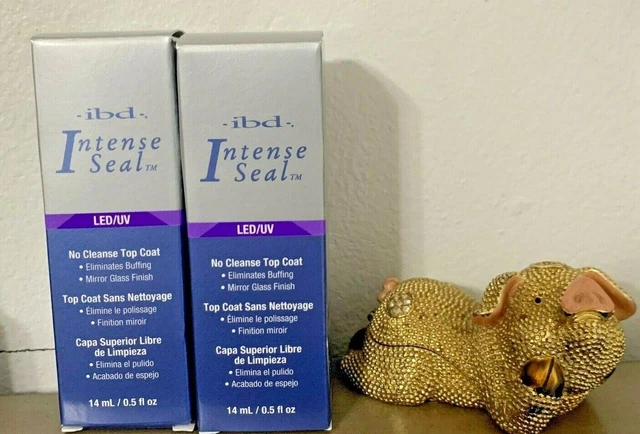 -ibd-
Intense
Seal™
LED/UV
No Cleanse Top Coat
• Eliminates Buffing
• Mirror Glass Finish
Top Coat Sans Nettoyage
• Élimine le polissage
• Finition miroir
Capa Superior Libre
de Limpieza
• Elimina el pulido
• Acabado de espejo
14 mL / 0.5 fl oz
-ibd-
Intense
Seal™
LED/UV
No Cleanse Top Coat
• Eliminates Buffing
• Mirror Glass Finish
Top Coat Sans Nettoyage
• Élimine le polissage
• Finition miroir
Capa Superior Libre
de Limpieza
• Elimina el pulido
• Acabado de espejo
14 mL / 0.5 fl oz